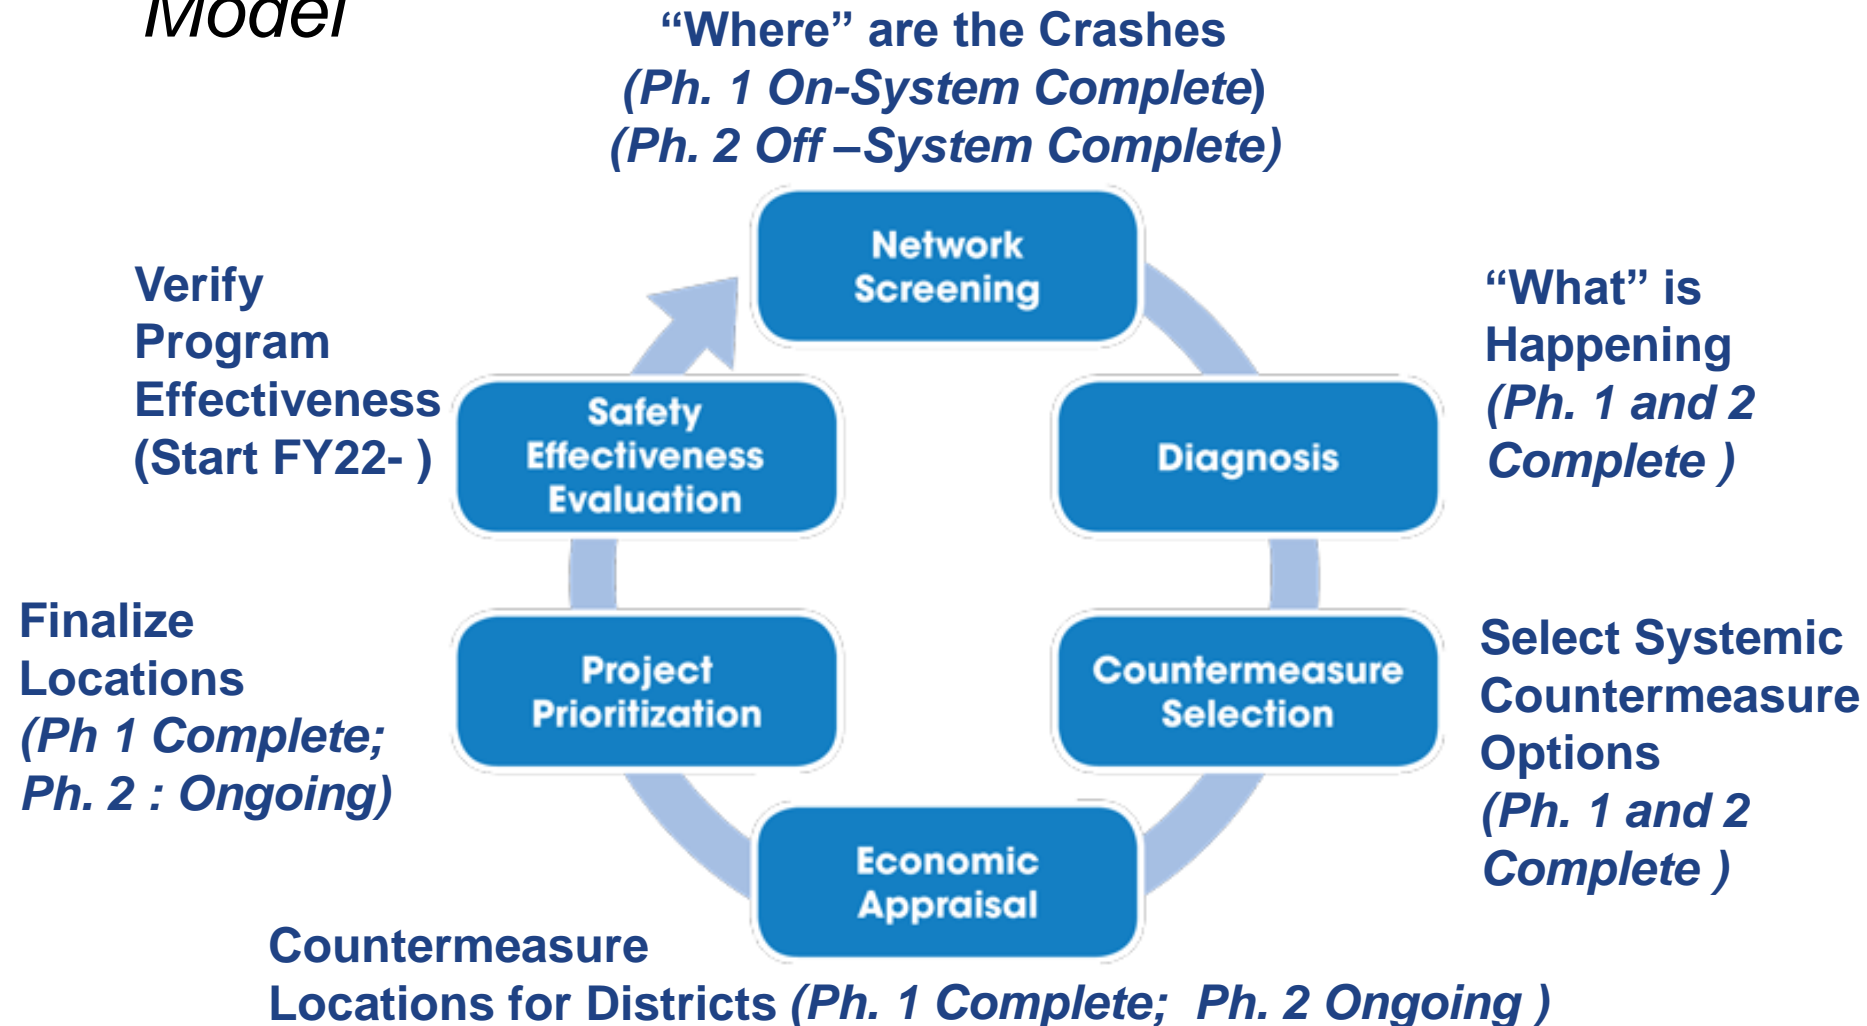 Model
“Where” are the Crashes
(Ph. 1 On-System Complete)
(Ph. 2 Off –System Complete)
Network
Screening
“What” is
Happening
(Ph. 1 and 2
Complete )
Diagnosis
Select Systemic
Countermeasure
Options
(Ph. 1 and 2
Complete )
Countermeasure
Selection
Economic
Appraisal
Countermeasure
Locations for Districts (Ph. 1 Complete;  Ph. 2 Ongoing )
Project
Prioritization
Finalize
Locations
(Ph 1 Complete;
Ph. 2 : Ongoing)
Safety
Effectiveness
Evaluation
Verify
Program
Effectiveness
(Start FY22- )